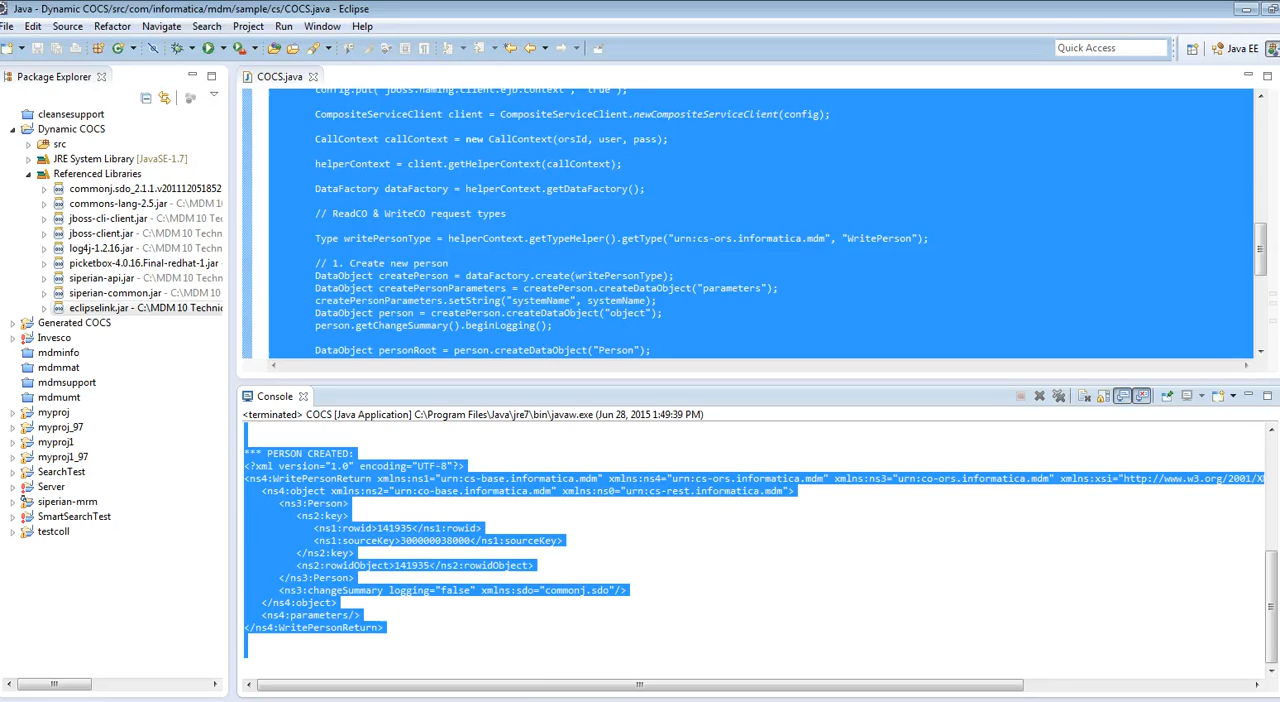 Java - Dynamic COCS/src/com/informatica/mdm/sample/cs/COCS.java - Eclipse
File Edit Source Refactor Navigate Search Project Run Window Help
Quick Access
Java EE
Package Explorer
COCS.java
cleansesupport
Dynamic COCS
src
JRE System Library [JavaSE-1.7]
Referenced Libraries
commonj.sdo_2.1.1.v201112051852
commons-lang-2.5.jar - C:\MDM 10
jboss-cli-client.jar - C:\MDM 10 Techn
jboss-client.jar - C:\MDM 10 Techni
log4j-1.2.16.jar - C:\MDM 10 Techn
picketbox-4.0.16.Final-redhat-1.jar -
siperian-api.jar - C:\MDM 10 Techn
siperian-common.jar - C:\MDM 10
eclipselink.jar - C:\MDM 10 Technic
Generated COCS
Invesco
mdminfo
mdmmat
mdmsupport
mdmumt
myproj
myproj_97
myproj1
myproj1_97
SearchTest
Server
siperian-mrm
SmartSearchTest
testcoll
config.put("jboss.naming.client.ejb.context", "true");
CompositeServiceClient client = CompositeServiceClient.newCompositeServiceClient(config);
CallContext callContext = new CallContext(orsId, user, pass);
helperContext = client.getHelperContext(callContext);
DataFactory dataFactory = helperContext.getDataFactory();
// ReadCO & WriteCO request types
Type writePersonType = helperContext.getTypeHelper().getType("urn:cs-ors.informatica.mdm", "WritePerson");
// 1. Create new person
DataObject createPerson = dataFactory.create(writePersonType);
DataObject createPersonParameters = createPerson.createDataObject("parameters");
createPersonParameters.setString("systemName", systemName);
DataObject person = createPerson.createDataObject("object");
person.getChangeSummary().beginLogging();
DataObject personRoot = person.createDataObject("Person");
Console
<terminated> COCS [Java Application] C:\Program Files\Java\jre7\bin\javaw.exe (Jun 28, 2015 1:49:39 PM)
*** PERSON CREATED:
<?xml version="1.0" encoding="UTF-8"?>
<ns4:WritePersonReturn xmlns:ns1="urn:cs-base.informatica.mdm" xmlns:ns4="urn:cs-ors.informatica.mdm" xmlns:ns3="urn:co-ors.informatica.mdm" xmlns:xsi="http://www.w3.org/2001/X
<ns4:object xmlns:ns2="urn:co-base.informatica.mdm" xmlns:ns0="urn:cs-rest.informatica.mdm">
<ns3:Person>
<ns2:key>
<ns1:rowid>141935</ns1:rowid>
<ns1:sourceKey>300000038000</ns1:sourceKey>
</ns2:key>
<ns2:rowidObject>141935</ns2:rowidObject>
</ns3:Person>
<ns3:changeSummary logging="false" xmlns:sdo="commonj.sdo"/>
</ns4:object>
<ns4:parameters/>
</ns4:WritePersonReturn>